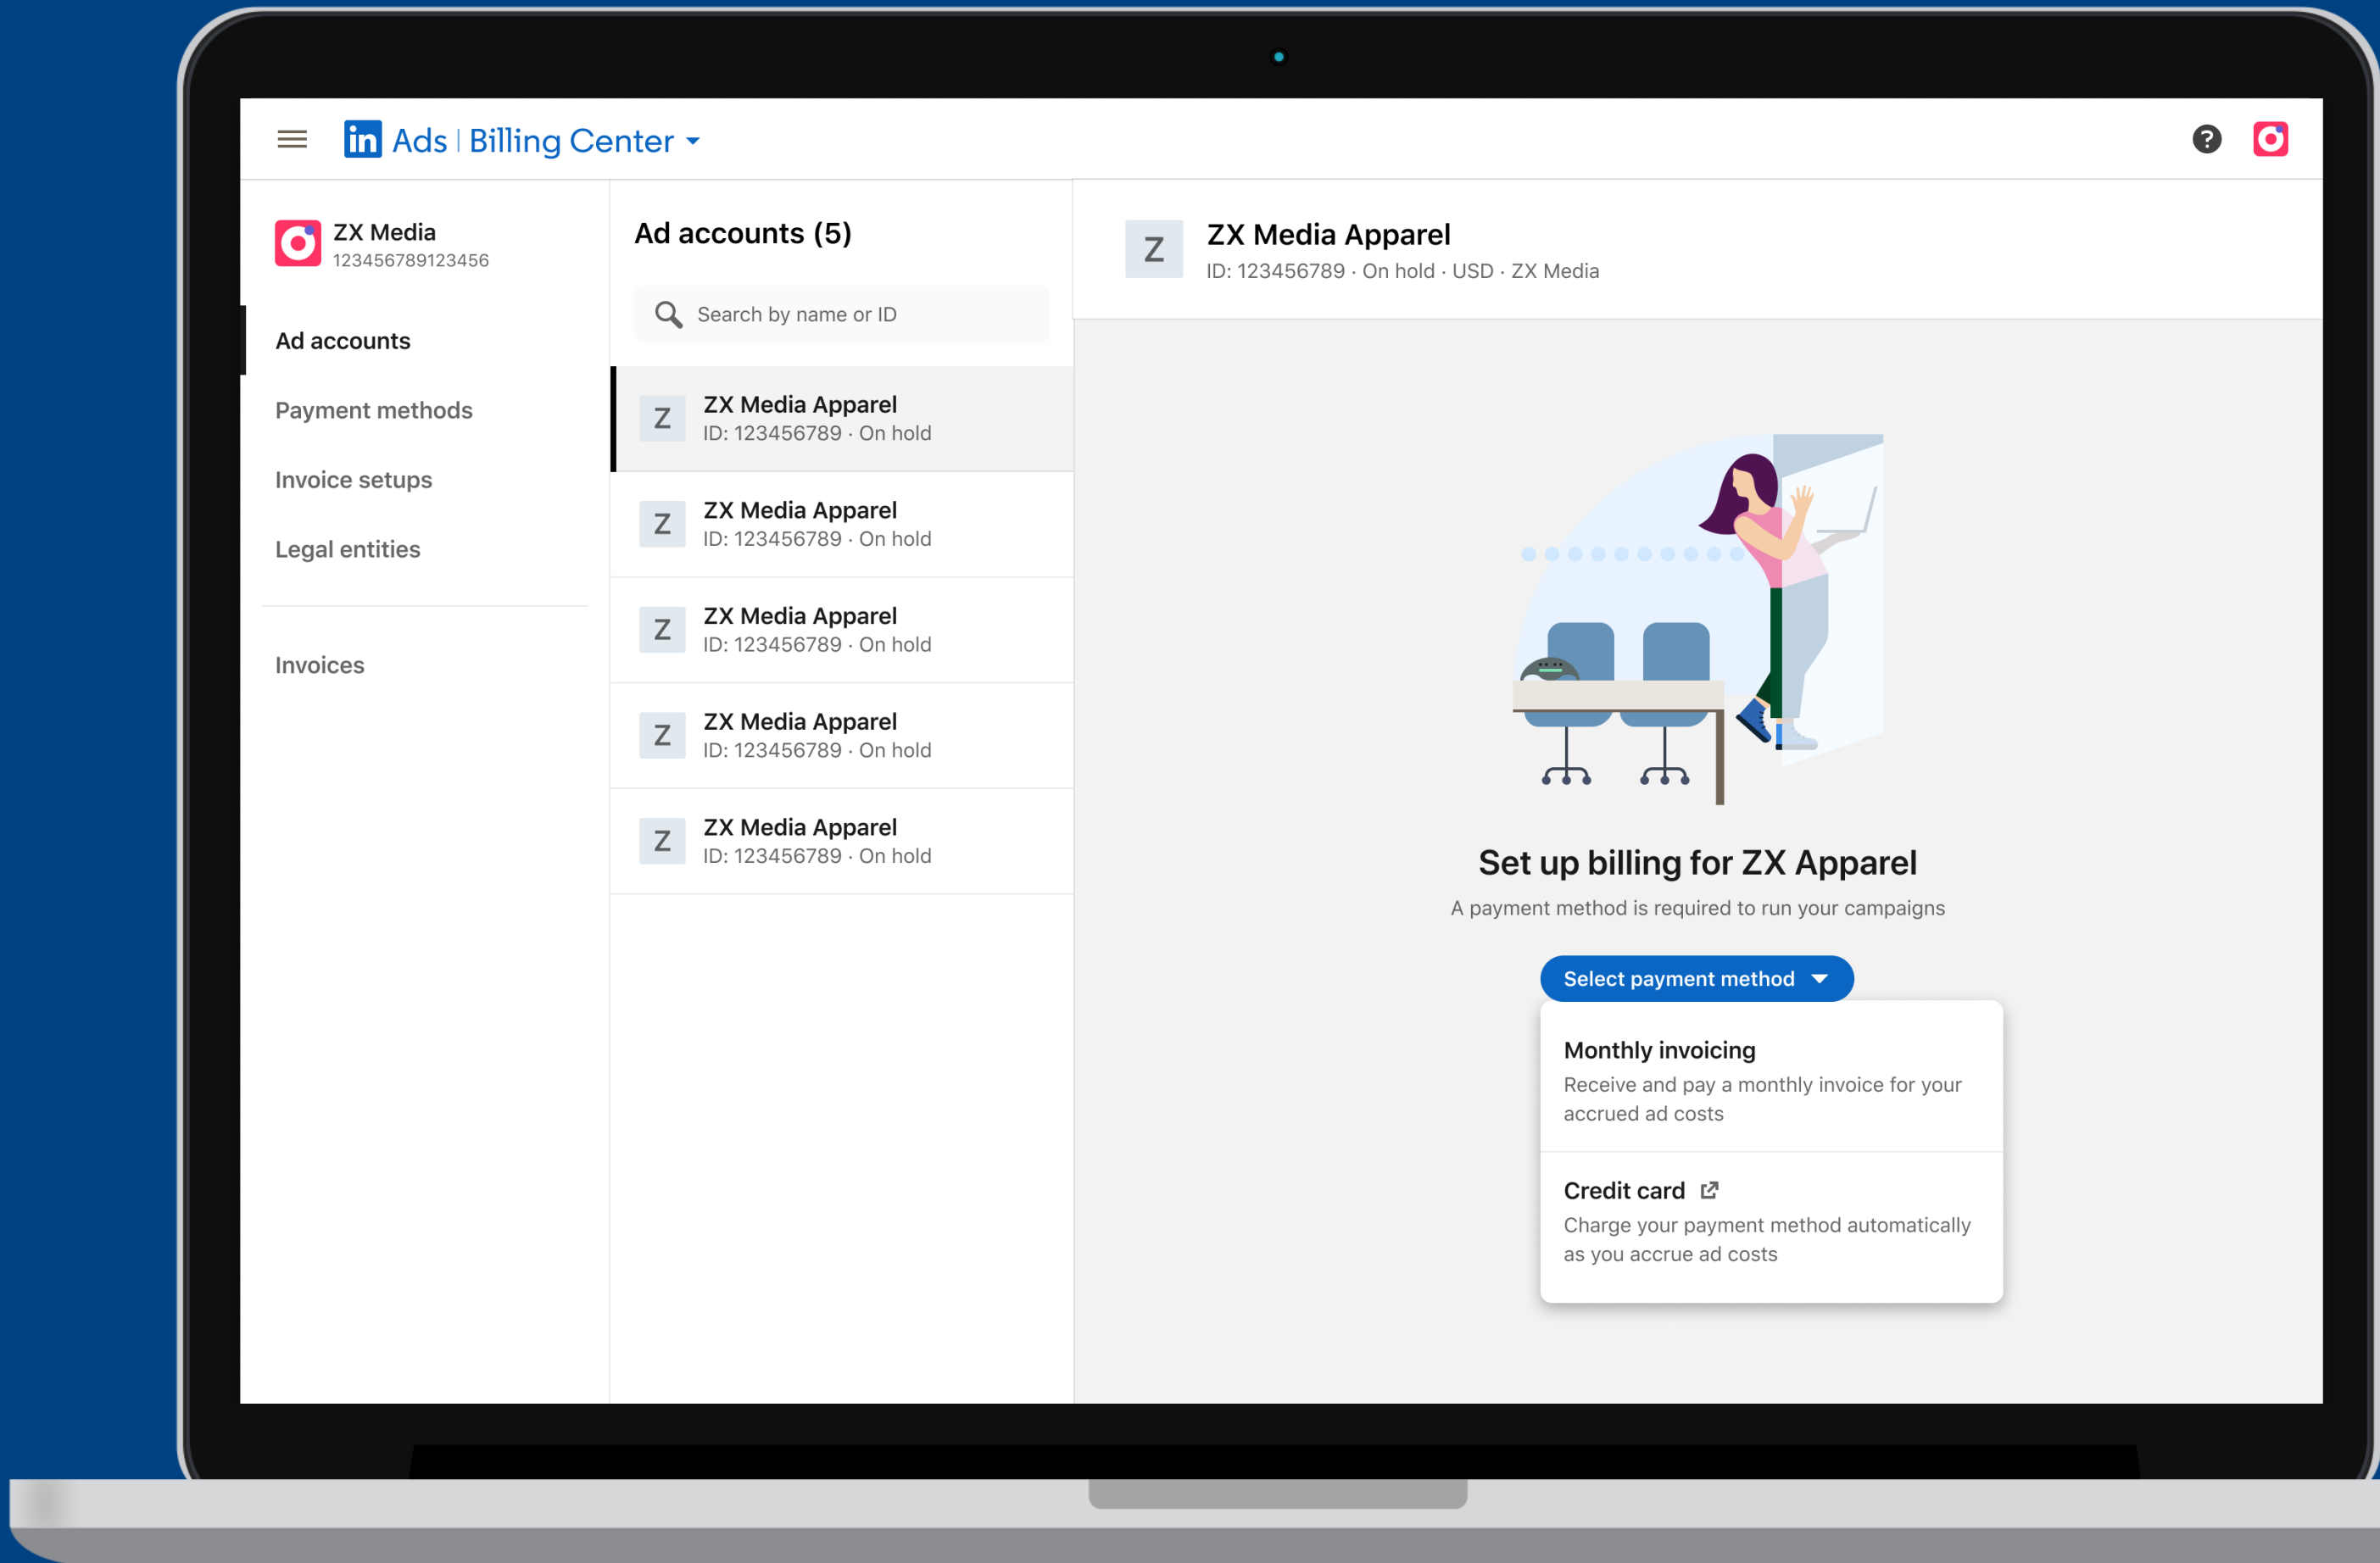 in Ads | Billing Center
ZX Media
123456789123456
Ad accounts
Payment methods
Invoice setups
Legal entities
Invoices
Ad accounts (5)
Search by name or ID
Z
ZX Media Apparel
ID: 123456789 · On hold
Z
ZX Media Apparel
ID: 123456789 · On hold
Z
ZX Media Apparel
ID: 123456789 · On hold
Z
ZX Media Apparel
ID: 123456789 · On hold
Z
ZX Media Apparel
ID: 123456789 · On hold
Z
ZX Media Apparel
ID: 123456789 · On hold · USD · ZX Media
Set up billing for ZX Apparel
A payment method is required to run your campaigns
Select payment method
Monthly invoicing
Receive and pay a monthly invoice for your
accrued ad costs
Credit card
Charge your payment method automatically
as you accrue ad costs